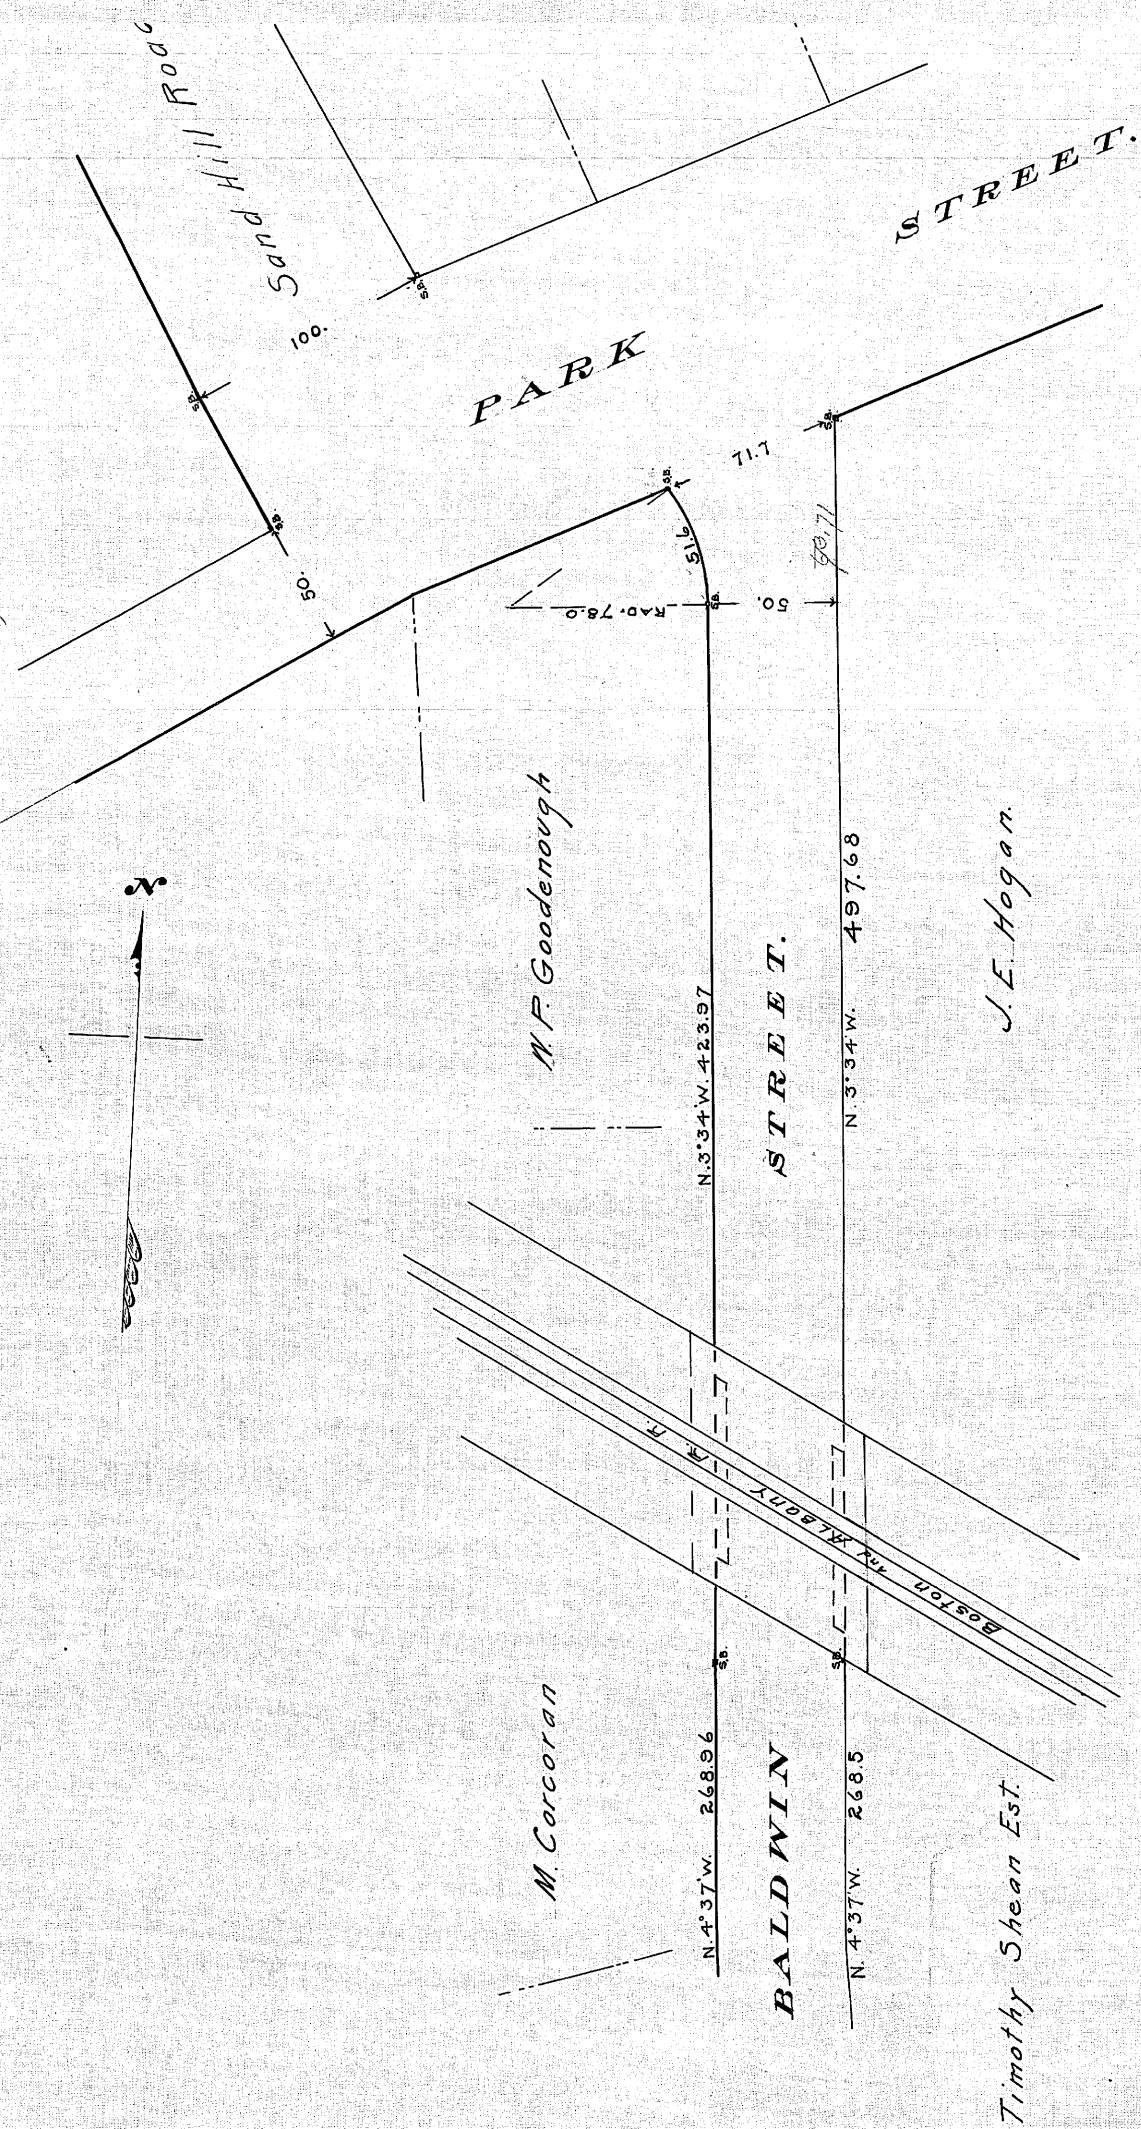 Sand Hill Road
STREET.
S.B.
100.
PARK
S.B.
S.B.
71.7
S.B.
S.B.
50.
51.6
RAD. 78.0
S.B.
50.
N
W. P. Goodenough
N. 3° 34' W. 423.97
STREET.
N. 3° 34' W. 497.68
J. E. Hogan.
Boston and ALBANY R. R.
S.B.
S.B.
M. Corcoran
N. 4° 37' W. 268.96
BALDWIN
N. 4° 37' W. 268.5
Timothy Shean Est.